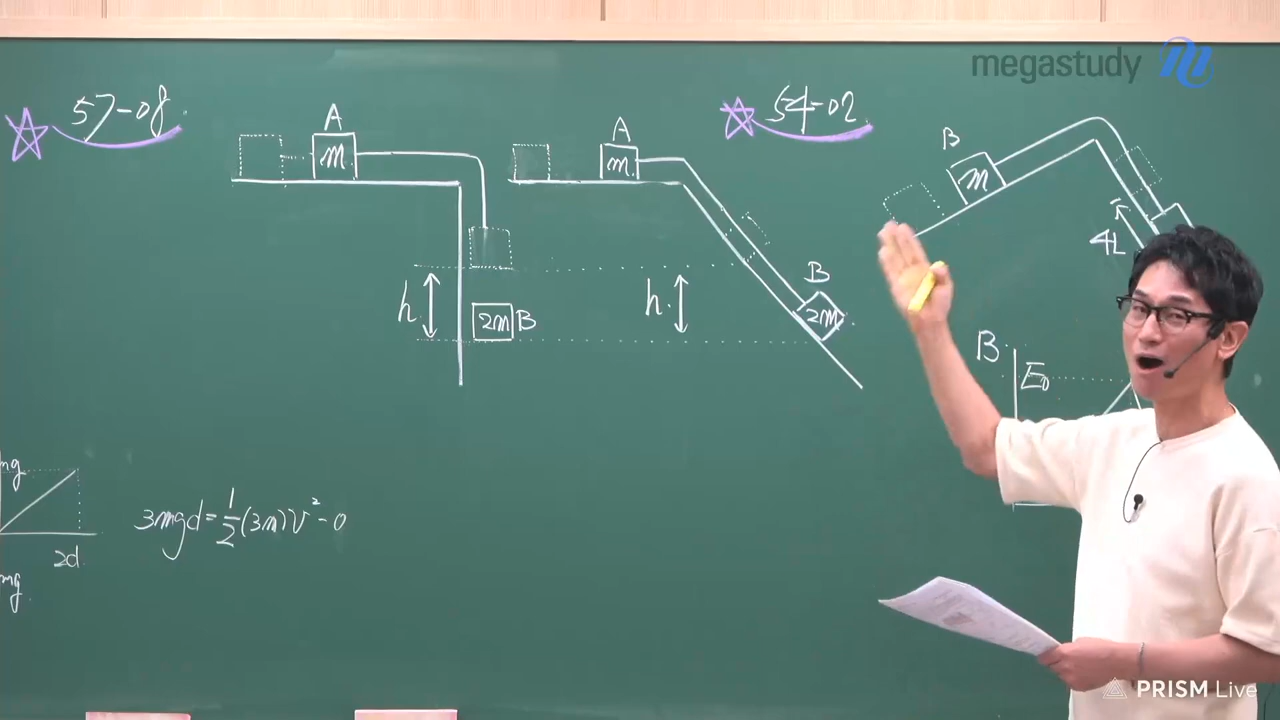 megastudy
57-08
A
m
A
m
h
2m B
h
B
2m
54-02
B
m
4L
B
E₀
mg
2d
mg
3mgd=1/2(3m)V²-0
PRISM Live